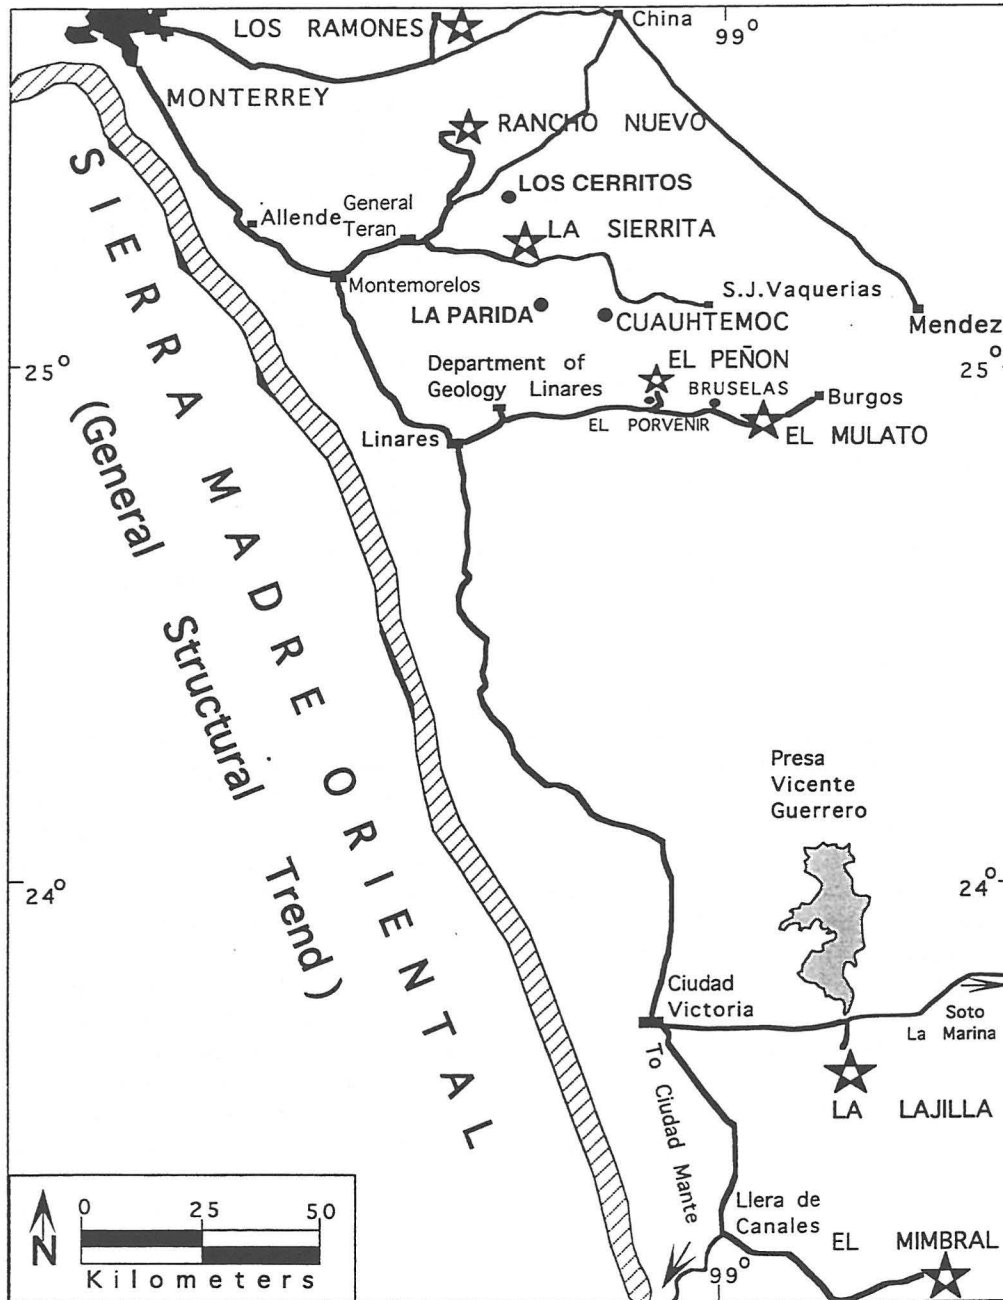 LOS RAMONES
China
99°
MONTERREY
RANCHO NUEVO
LOS CERRITOS
Allende
General
Teran
LA SIERRITA
Montemorelos
S.J.Vaquerias
LA PARIDA
CUAUHTEMOC
Mendez
25°
25°
Department of
Geology Linares
EL PEÑON
BRUSELAS
Burgos
EL PORVENIR
EL MULATO
Linares
SIERRA MADRE ORIENTAL
(General Structural Trend)
Presa
Vicente
Guerrero
24°
24°
Ciudad
Victoria
Soto
La Marina
To Ciudad Mante
LA LAJILLA
Llera de
Canales
EL MIMBRAL
99°
N
0 25 50
Kilometers